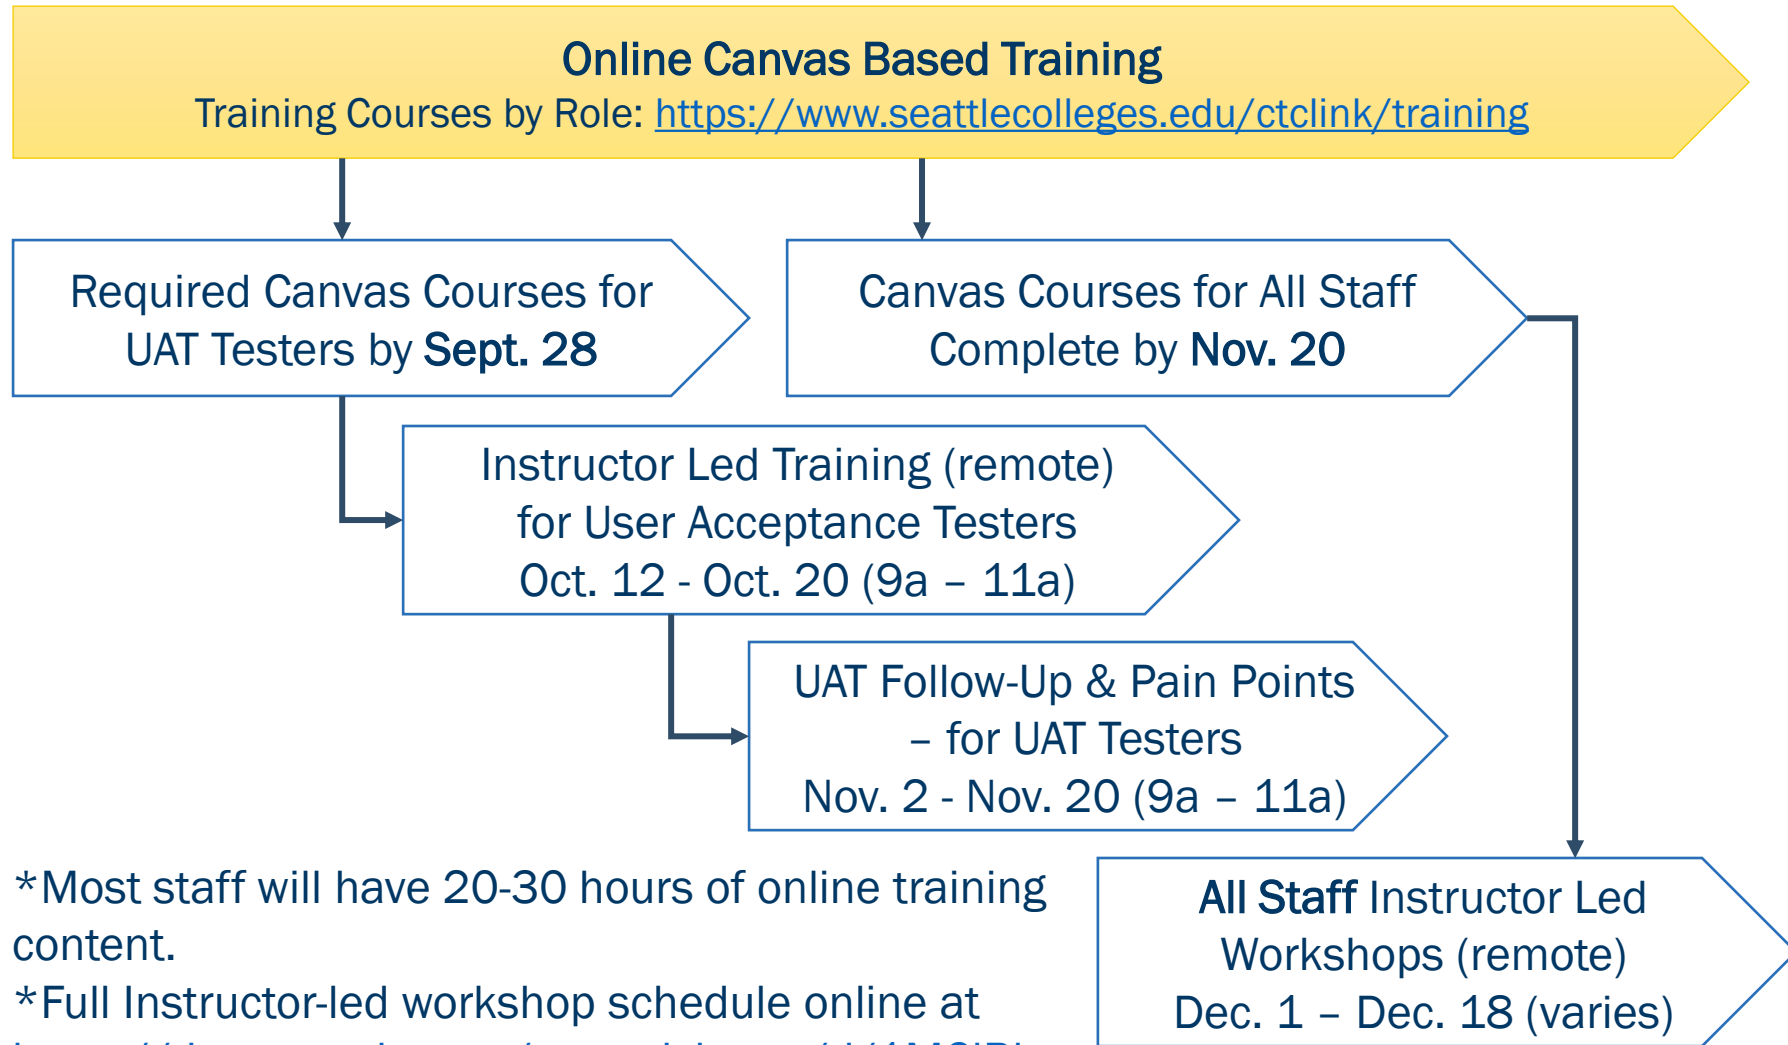 Online Canvas Based Training
Training Courses by Role: https://www.seattlecolleges.edu/ctclink/training
Required Canvas Courses for
UAT Testers by Sept. 28
Canvas Courses for All Staff
Complete by Nov. 20
Instructor Led Training (remote)
for User Acceptance Testers
Oct. 12 - Oct. 20 (9a – 11a)
UAT Follow-Up & Pain Points
– for UAT Testers
Nov. 2 - Nov. 20 (9a – 11a)
*Most staff will have 20-30 hours of online training
content.
*Full Instructor-led workshop schedule online at
All Staff Instructor Led
Workshops (remote)
Dec. 1 – Dec. 18 (varies)